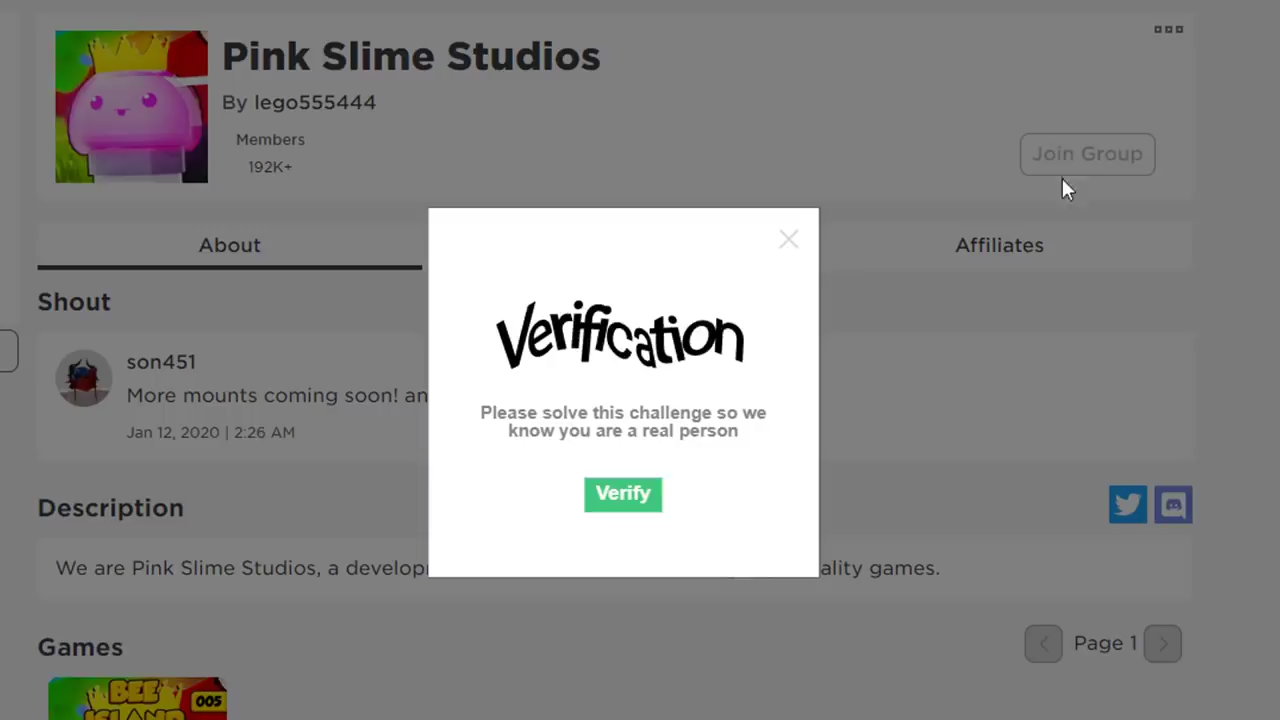 Pink Slime Studios
By lego555444
Members
192K+
Join Group
About
Affiliates
Shout
son451
More mounts coming soon! an
Jan 12, 2020 | 2:26 AM
Verification
Please solve this challenge so we
know you are a real person
Verify
Description
We are Pink Slime Studios, a develop
ality games.
Games
Page 1
BEE
ISLAND
005